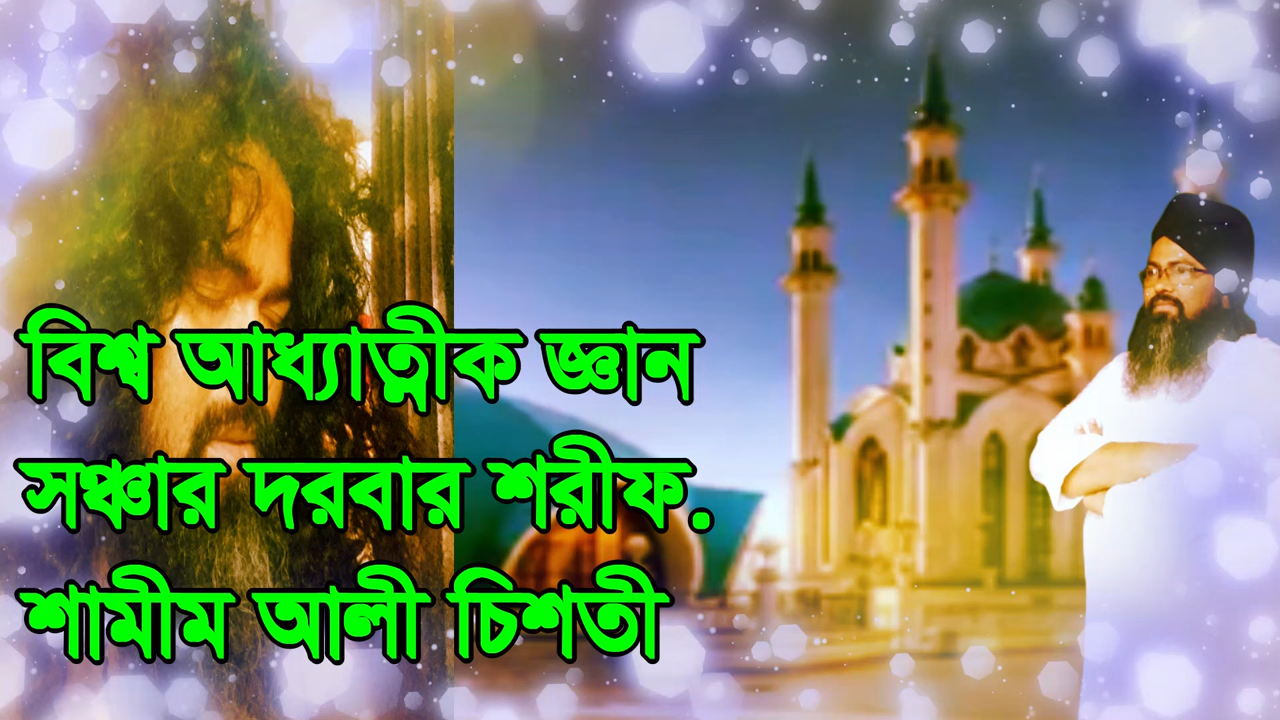 বিশ্ব আধ্যাত্নীক জ্ঞান
সঞ্চার দরবার শরীফ.
শামীম আলী চিশতী